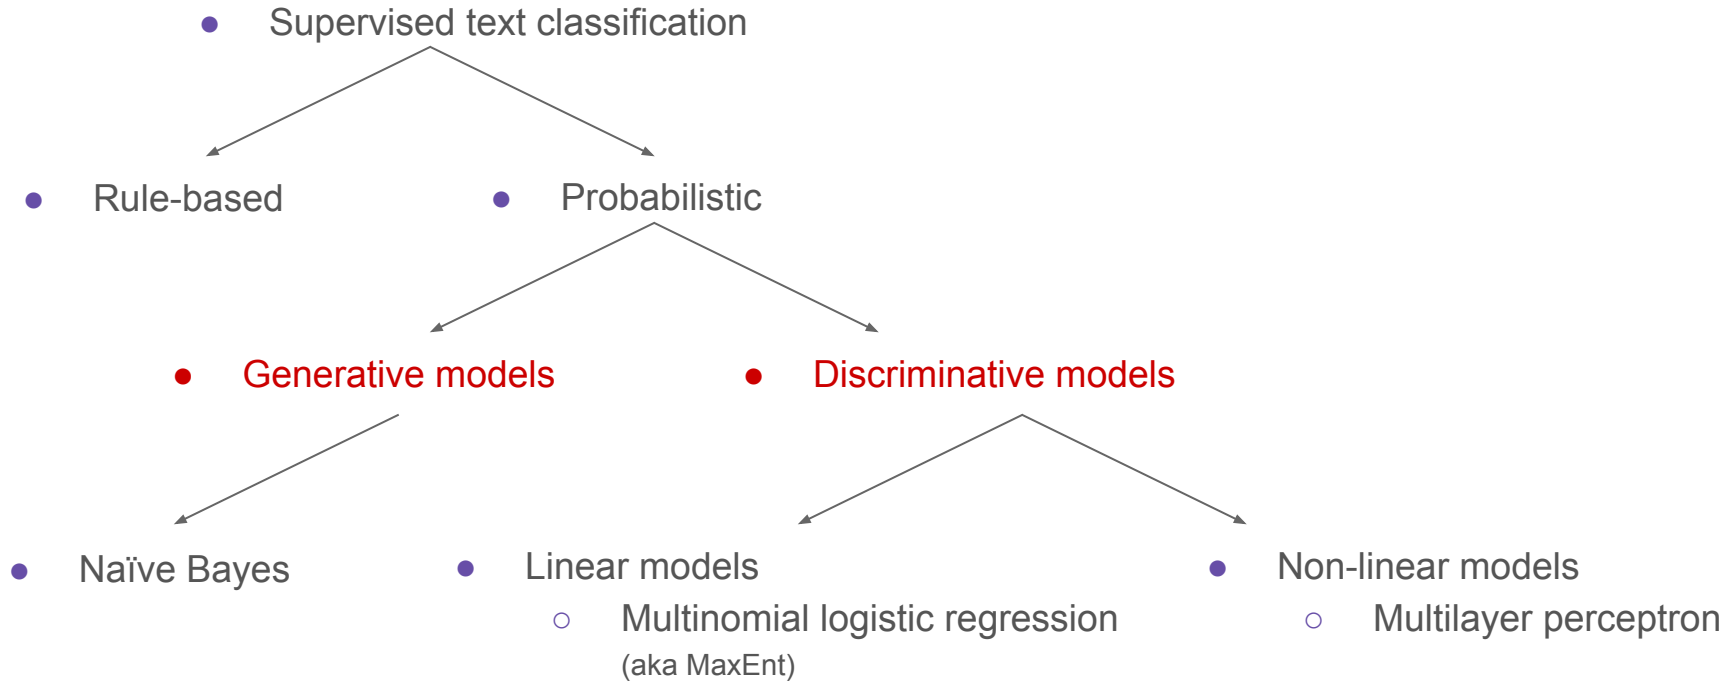 ● Supervised text classification
● Rule-based
● Probabilistic
● Generative models
● Discriminative models
● Naïve Bayes
● Linear models
○ Multinomial logistic regression
(aka MaxEnt)
● Non-linear models
○ Multilayer perceptron